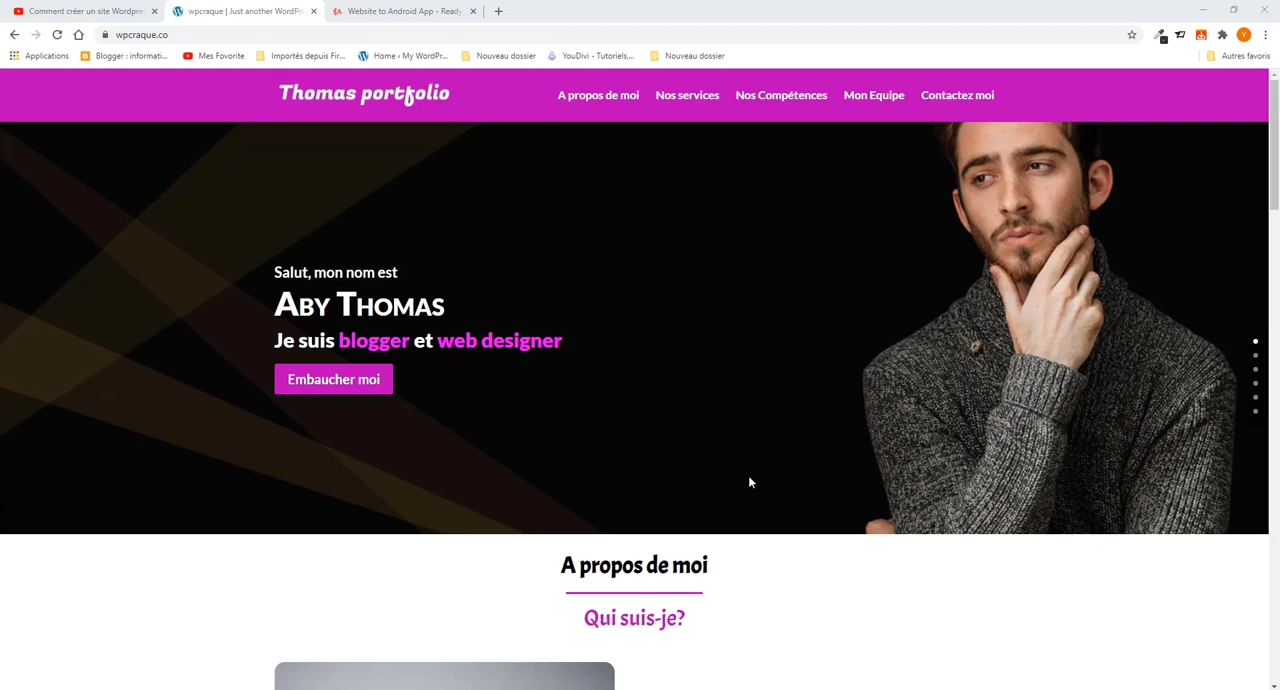 Comment créer un site Wordpre
wpcraque | Just another WordPre
Website to Android App - Ready
wpcraque.co
Applications
Blogger : informati...
Mes Favorite
Importés depuis Fir...
Home ‹ My WordPr...
Nouveau dossier
YouDivi - Tutoriels,...
Nouveau dossier
Autres favoris
Y
Thomas portfolio
A propos de moi
Nos services
Nos Compétences
Mon Equipe
Contactez moi
Salut, mon nom est
Aby Thomas
Je suis blogger et web designer
Embaucher moi
A propos de moi
Qui suis-je?